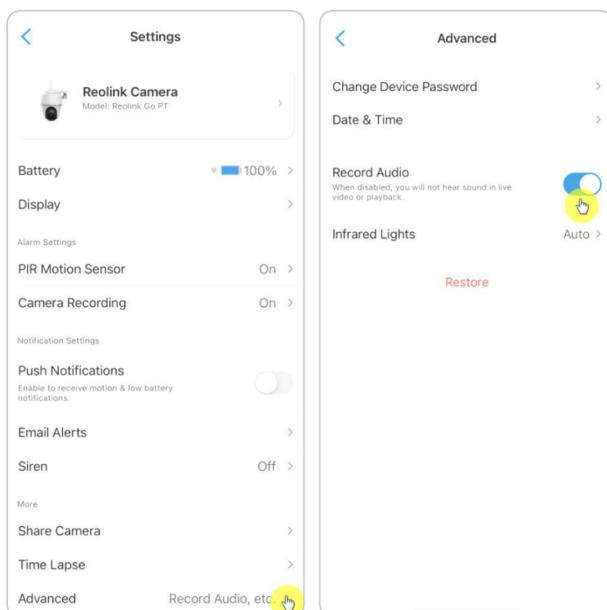 Settings
Reolink Camera
Model: Reolink Go PT
Battery 100%
Display
Alarm Settings
PIR Motion Sensor On
Camera Recording On
Notification Settings
Push Notifications
Enable to receive motion & low battery
notifications.
Email Alerts
Siren Off
More
Share Camera
Time Lapse
Advanced Record Audio, etc.
Advanced
Change Device Password
Date & Time
Record Audio
When disabled, you will not hear sound in live
video or playback.
Infrared Lights Auto
Restore